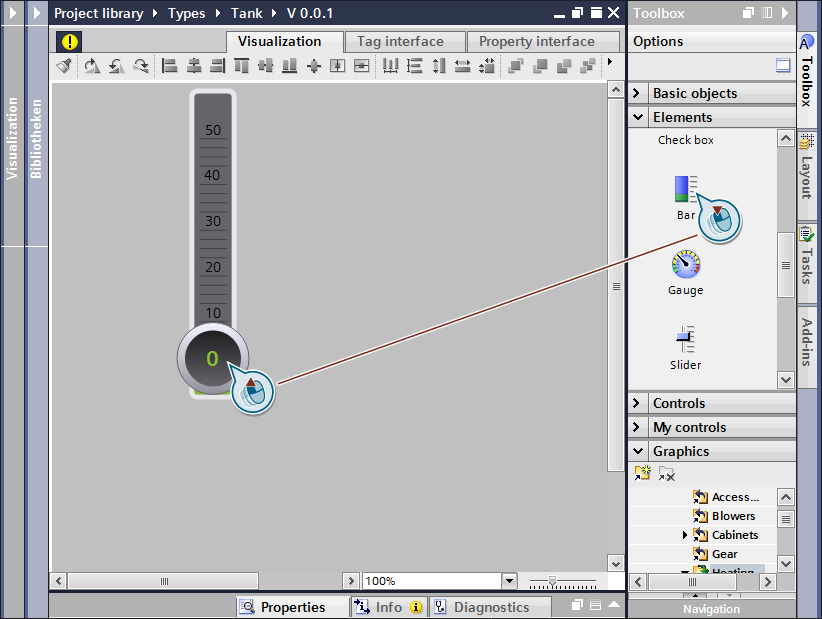 Project library Types Tank V 0.0.1
Visualization Tag interface Property interface
50
40
30
20
10
0
100%
Properties Info Diagnostics
Visualization
Bibliotheken
Toolbox
Options
Basic objects
Elements
Check box
Bar
Gauge
Slider
Controls
My controls
Graphics
Access...
Blowers
Cabinets
Gear
Heating
Navigation
Toolbox
Layout
Tasks
Add-ins